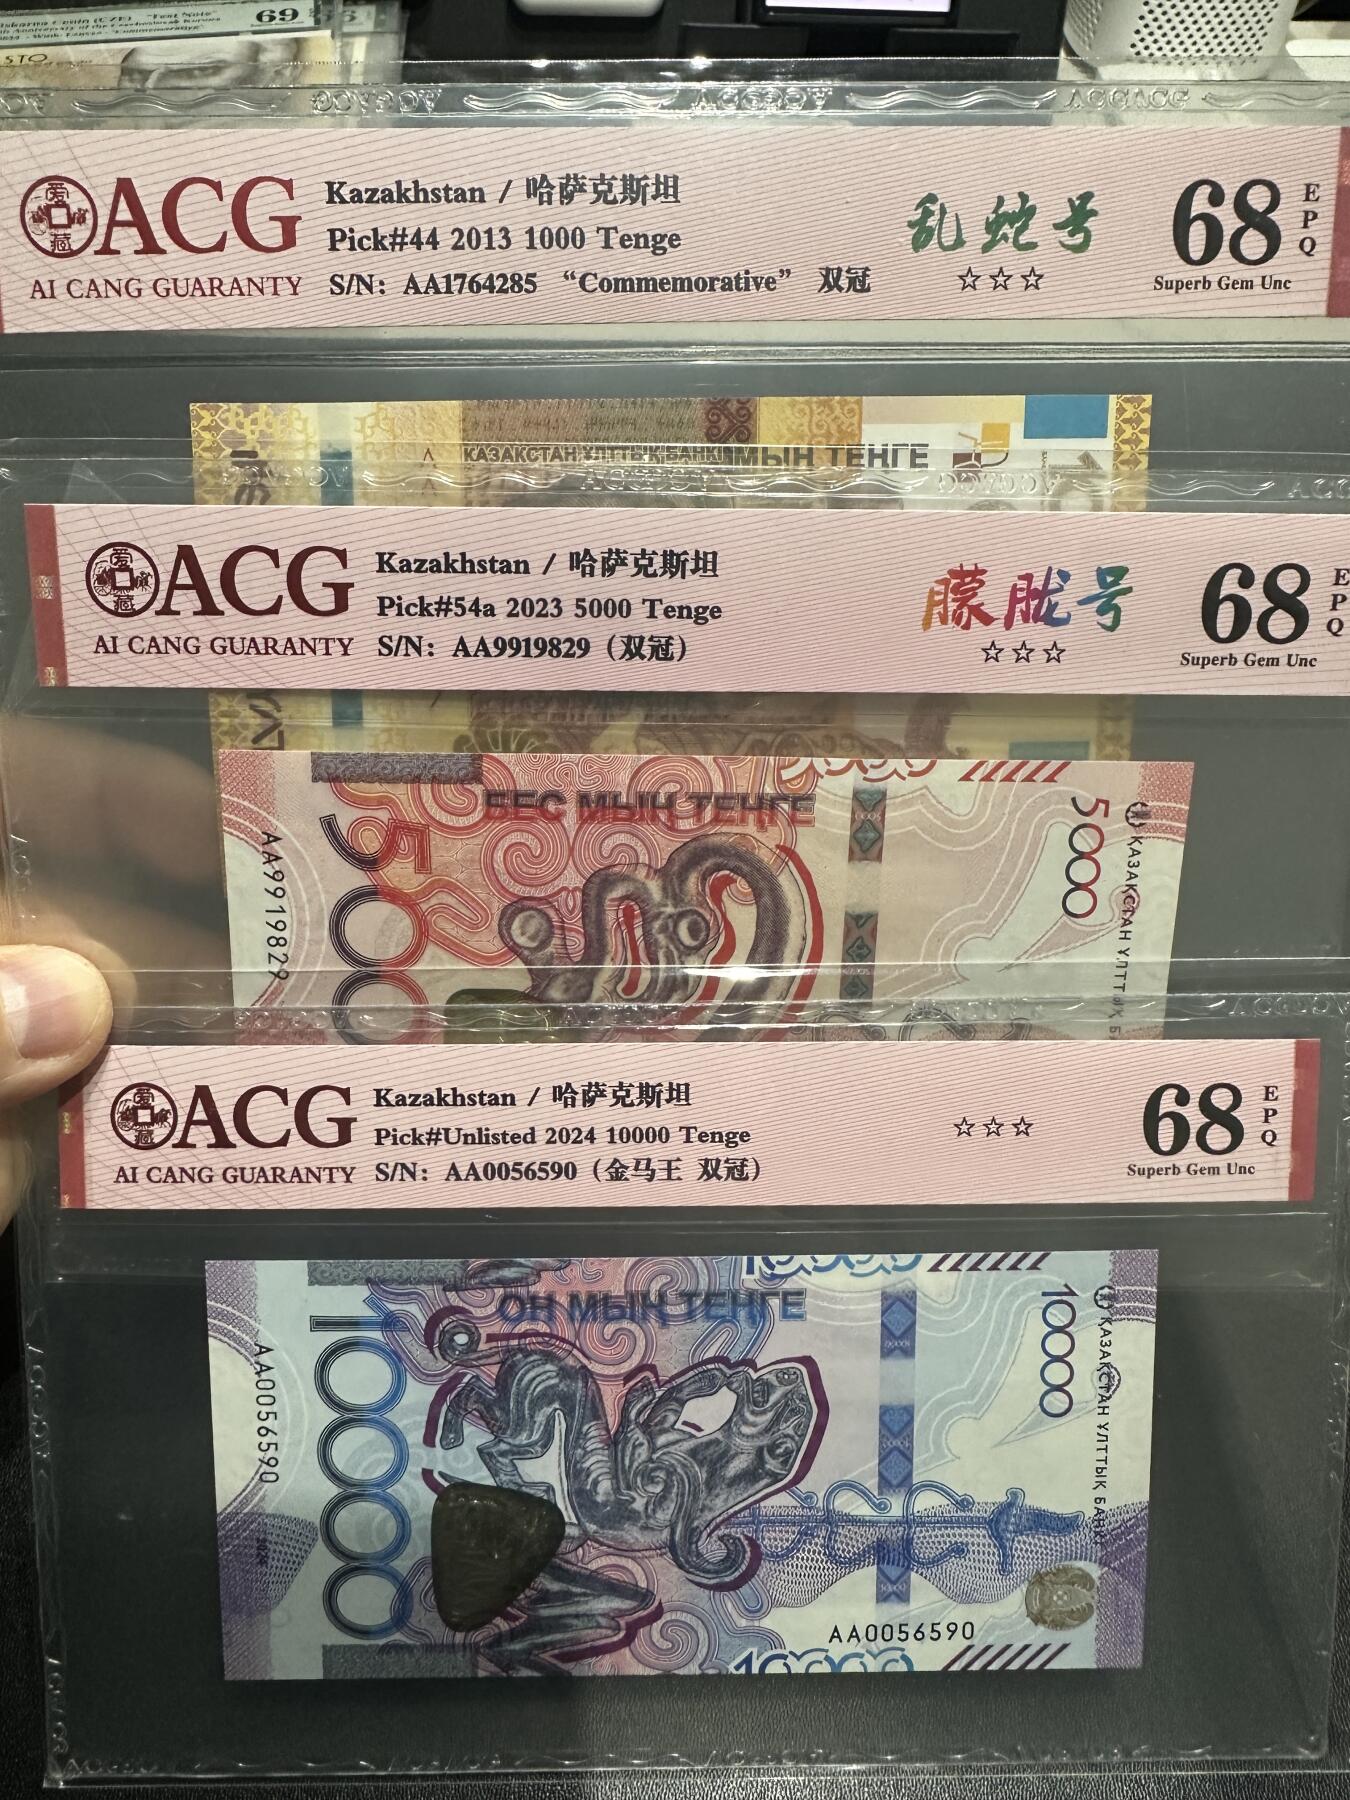 69
STO
ACG
AI CANG GUARANTY
Kazakhstan / 哈萨克斯坦
Pick#44 2013 1000 Tenge
S/N: AA1764285 “Commemorative” 双冠
乱蛇号
☆☆☆
68
EPQ
Superb Gem Unc
ҚАЗАҚСТАН ҰЛТТЫҚ БАНКІ
МЫҢ ТЕҢГЕ
ACG
AI CANG GUARANTY
Kazakhstan / 哈萨克斯坦
Pick#54a 2023 5000 Tenge
S/N: AA9919829 (双冠)
朦胧号
☆☆☆
68
EPQ
Superb Gem Unc
БЕС МЫҢ ТЕҢГЕ
AA9919829
5000
ҚАЗАҚСТАН ҰЛТТЫҚ
ACG
AI CANG GUARANTY
Kazakhstan / 哈萨克斯坦
Pick#Unlisted 2024 10000 Tenge
S/N: AA0056590 (金马王 双冠)
☆☆☆
68
EPQ
Superb Gem Unc
ОН МЫҢ ТЕҢГЕ
AA0056590
10000
10000
ҚАЗАҚСТАН ҰЛТТЫҚ БАНКІ
AA0056590
10000